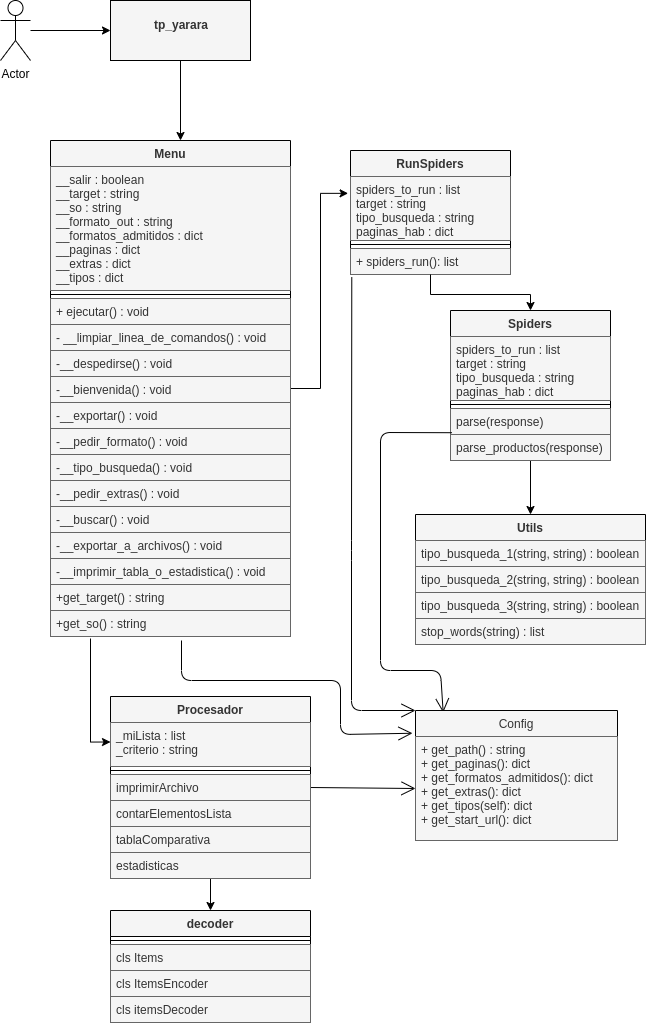 tp_yarara
Actor
Menu
__salir : boolean
__target : string
__so : string
__formato_out : string
__formatos_admitidos : dict
__paginas : dict
__extras : dict
__tipos : dict
+ ejecutar() : void
- __limpiar_linea_de_comandos() : void
-__despedirse() : void
-__bienvenida() : void
-__exportar() : void
-__pedir_formato() : void
-__tipo_busqueda() : void
-__pedir_extras() : void
-__buscar() : void
-__exportar_a_archivos() : void
-__imprimir_tabla_o_estadistica() : void
+get_target() : string
+get_so() : string
RunSpiders
spiders_to_run : list
target : string
tipo_busqueda : string
paginas_hab : dict
+ spiders_run(): list
Spiders
spiders_to_run : list
target : string
tipo_busqueda : string
paginas_hab : dict
parse(response)
parse_productos(response)
Utils
tipo_busqueda_1(string, string) : boolean
tipo_busqueda_2(string, string) : boolean
tipo_busqueda_3(string, string) : boolean
stop_words(string) : list
Procesador
_miLista : list
_criterio : string
imprimirArchivo
contarElementosLista
tablaComparativa
estadisticas
Config
+ get_path() : string
+ get_paginas(): dict
+ get_formatos_admitidos(): dict
+ get_extras(): dict
+ get_tipos(self): dict
+ get_start_url(): dict
decoder
cls Items
cls ItemsEncoder
cls itemsDecoder